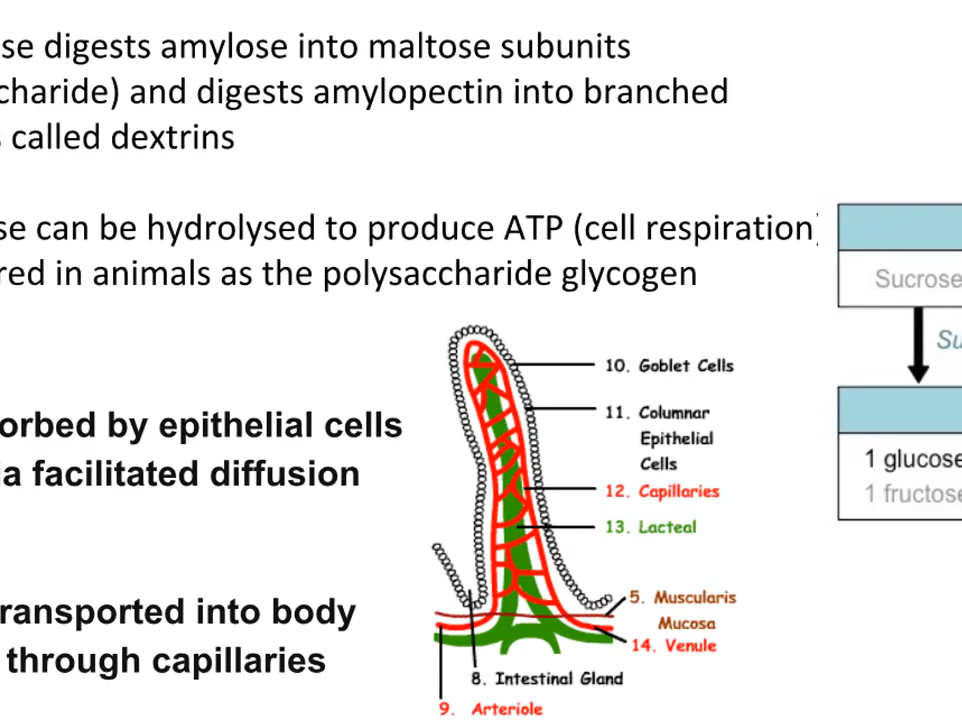 se digests amylose into maltose subunits
charide) and digests amylopectin into branched
s called dextrins
se can be hydrolysed to produce ATP (cell respiration)
red in animals as the polysaccharide glycogen
Sucrose
Su
1 glucose
1 fructose
orbed by epithelial cells
ia facilitated diffusion
ransported into body
through capillaries
10. Goblet Cells
11. Columnar
Epithelial
Cells
12. Capillaries
13. Lacteal
5. Muscularis
Mucosa
14. Venule
8. Intestinal Gland
9. Arteriole